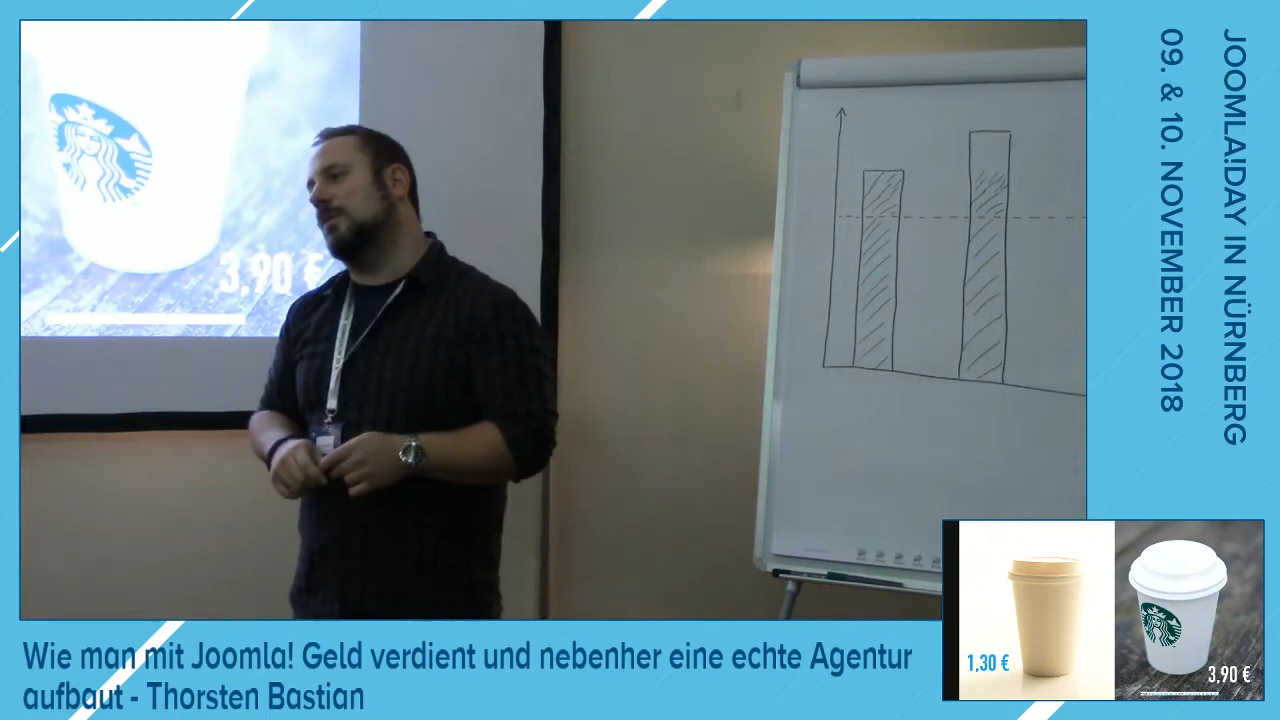 3,90 €
JOOMLA!DAY IN NÜRNBERG
09. & 10. NOVEMBER 2018
Wie man mit Joomla! Geld verdient und nebenher eine echte Agentur
aufbaut - Thorsten Bastian
1,30 €
3,90 €